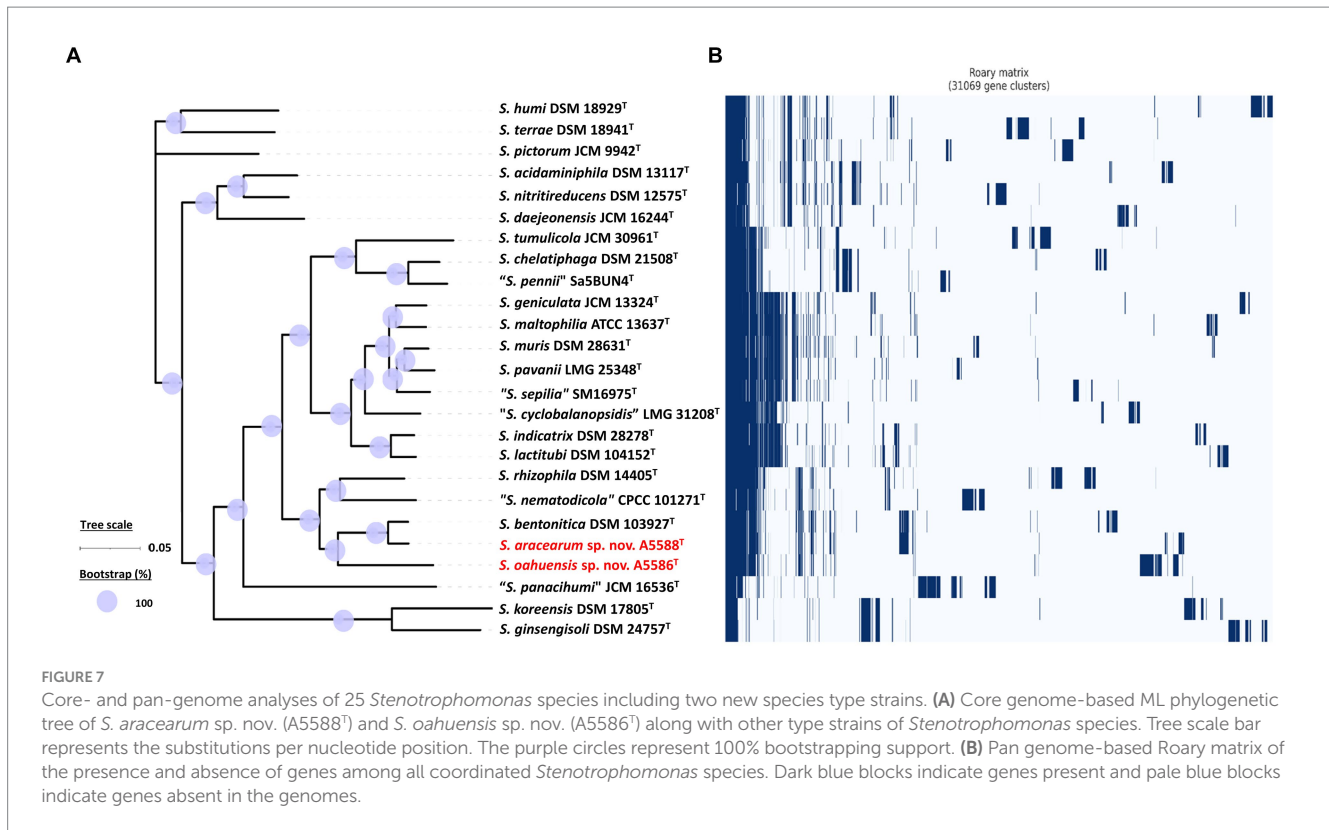 A
B
Roary matrix
(31069 gene clusters)
S. humi DSM 18929ᵀ
S. terrae DSM 18941ᵀ
S. pictorum JCM 9942ᵀ
S. acidaminiphila DSM 13117ᵀ
S. nitritireducens DSM 12575ᵀ
S. daejeonensis JCM 16244ᵀ
S. tumulicola JCM 30961ᵀ
S. chelatiphaga DSM 21508ᵀ
“S. pennii" Sa5BUN4ᵀ
S. geniculata JCM 13324ᵀ
S. maltophilia ATCC 13637ᵀ
S. muris DSM 28631ᵀ
S. pavanii LMG 25348ᵀ
"S. sepilia" SM16975ᵀ
"S. cyclobalanopsidis” LMG 31208ᵀ
S. indicatrix DSM 28278ᵀ
S. lactitubi DSM 104152ᵀ
S. rhizophila DSM 14405ᵀ
"S. nematodicola" CPCC 101271ᵀ
S. bentonitica DSM 103927ᵀ
S. aracearum sp. nov. A5588ᵀ
S. oahuensis sp. nov. A5586ᵀ
“S. panacihumi" JCM 16536ᵀ
S. koreensis DSM 17805ᵀ
S. ginsengisoli DSM 24757ᵀ
Tree scale
0.05
Bootstrap (%)
100
FIGURE 7
Core- and pan-genome analyses of 25 Stenotrophomonas species including two new species type strains. (A) Core genome-based ML phylogenetic
tree of S. aracearum sp. nov. (A5588ᵀ) and S. oahuensis sp. nov. (A5586ᵀ) along with other type strains of Stenotrophomonas species. Tree scale bar
represents the substitutions per nucleotide position. The purple circles represent 100% bootstrapping support. (B) Pan genome-based Roary matrix of
the presence and absence of genes among all coordinated Stenotrophomonas species. Dark blue blocks indicate genes present and pale blue blocks
indicate genes absent in the genomes.